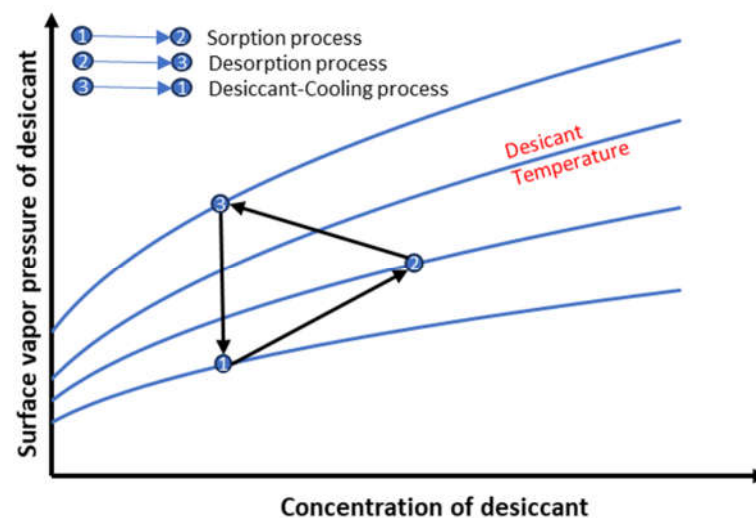 1 2 Sorption process
2 3 Desorption process
3 1 Desiccant-Cooling process
Surface vapor pressure of desiccant
Desicant
Temperature
3
2
1
Concentration of desiccant